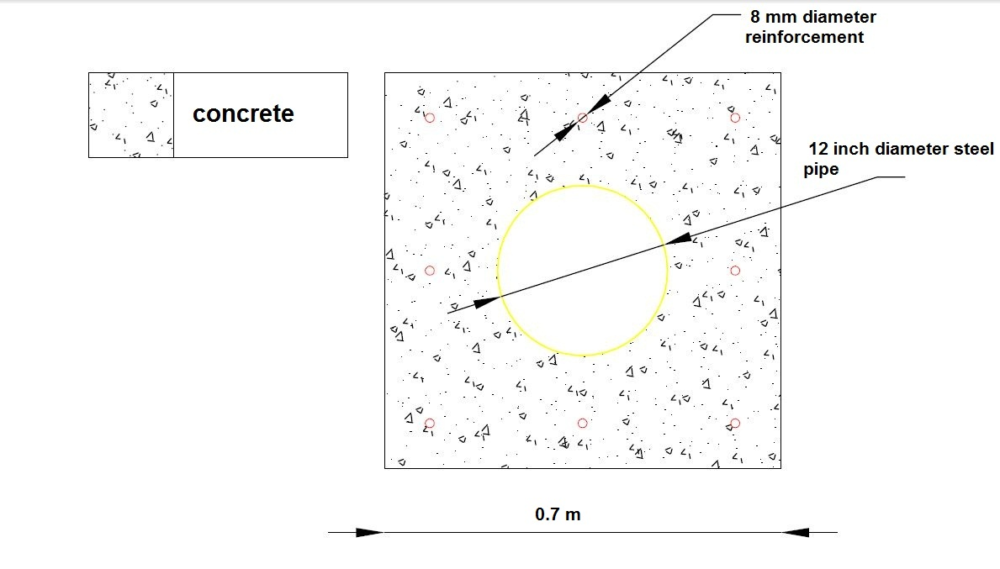 8 mm diameter
reinforcement
concrete
12 inch diameter steel
pipe
0.7 m